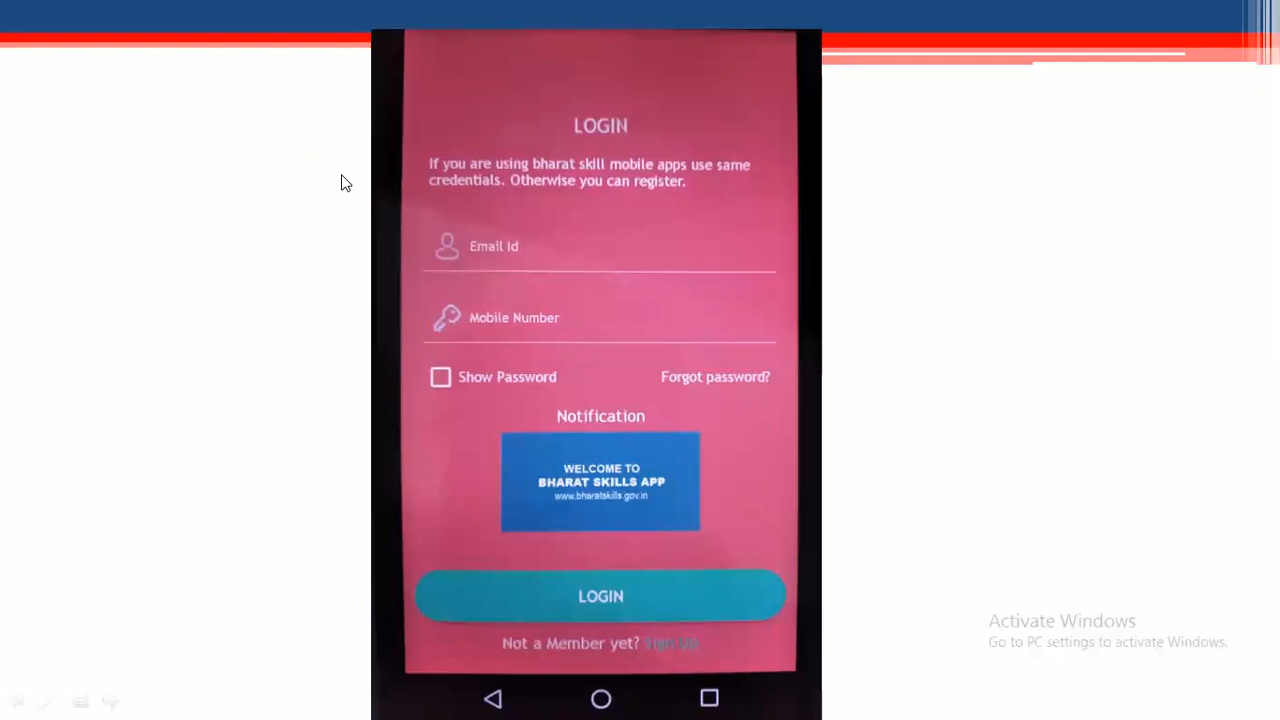 LOGIN
If you are using bharat skill mobile apps use same
credentials. Otherwise you can register.
Email Id
Mobile Number
Show Password Forgot password?
Notification
WELCOME TO
BHARAT SKILLS APP
www.bharatskills.gov.in
LOGIN
Not a Member yet? Sign Up
Activate Windows
Go to PC settings to activate Windows.